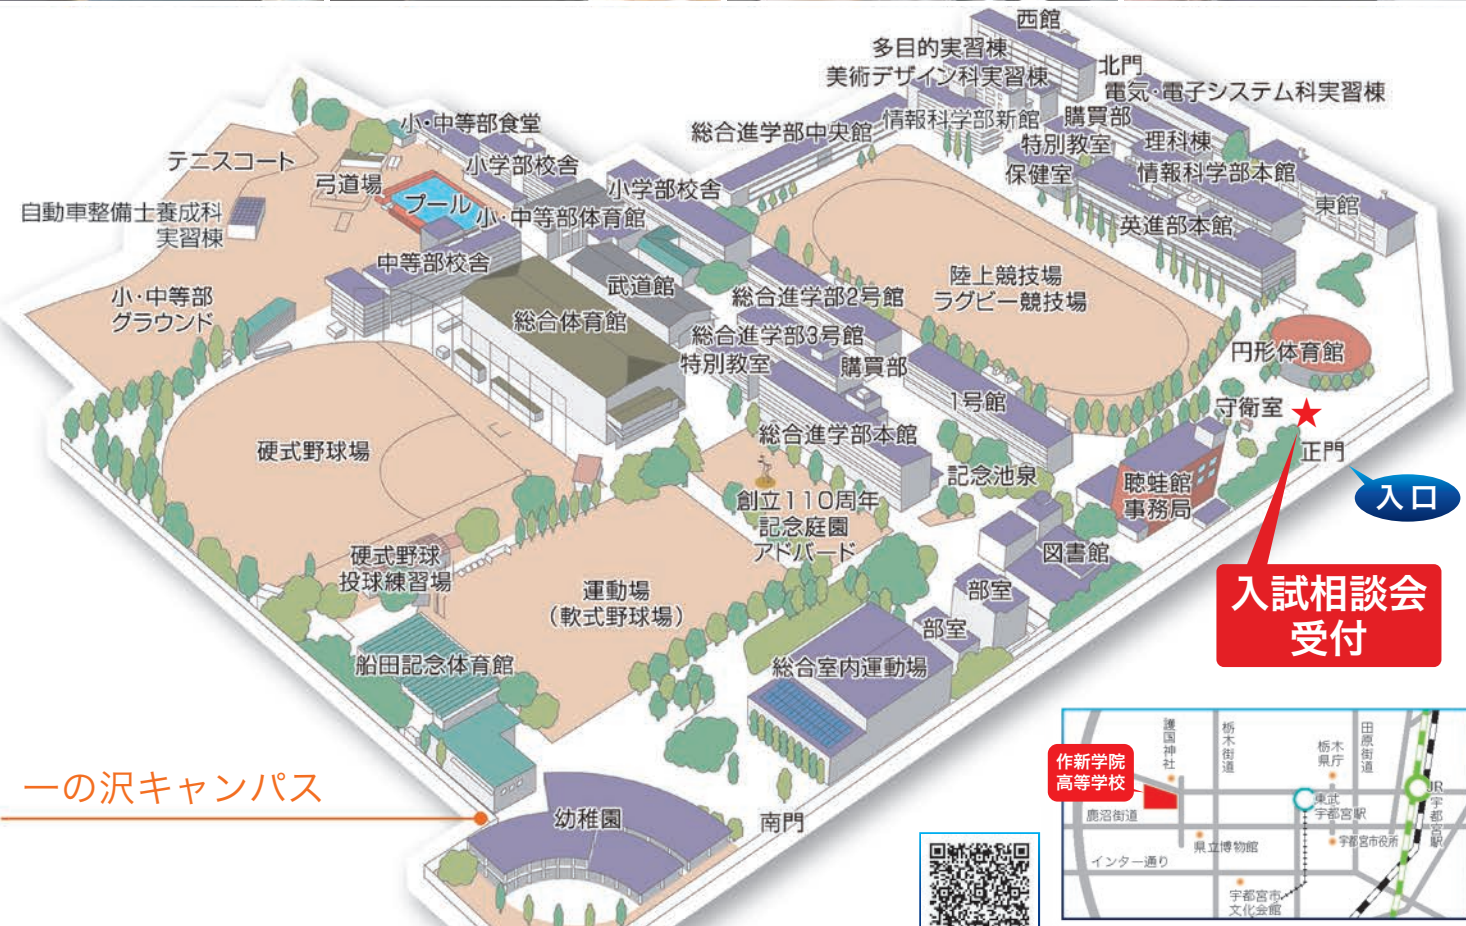 西館
多目的実習棟
美術デザイン科実習棟
北門
電気・電子システム科実習棟
小・中等部食堂
総合進学部中央館
情報科学部新館
購買部
特別教室
理科棟
テニスコート
弓道場
小学部校舎
小学部校舎
保健室
情報科学部本館
プール
小・中等部体育館
自動車整備士養成科
実習棟
東館
英進部本館
中等部校舎
武道館
陸上競技場
ラグビー競技場
小・中等部
グラウンド
総合体育館
総合進学部2号館
総合進学部3号館
特別教室
購買部
円形体育館
1号館
守衛室
硬式野球場
総合進学部本館
正門
記念池泉
聴蛙館
事務局
入口
創立110周年
記念庭園
アドバード
硬式野球
投球練習場
図書館
運動場
(軟式野球場)
部室
部室
入試相談会
受付
船田記念体育館
総合室内運動場
一の沢キャンパス
幼稚園
南門
作新学院
高等学校
護国神社
栃木街道
栃木
県庁
田原街道
鹿沼街道
東武
宇都宮駅
JR宇都宮駅
県立博物館
宇都宮市役所
インター通り
宇都宮市
文化会館